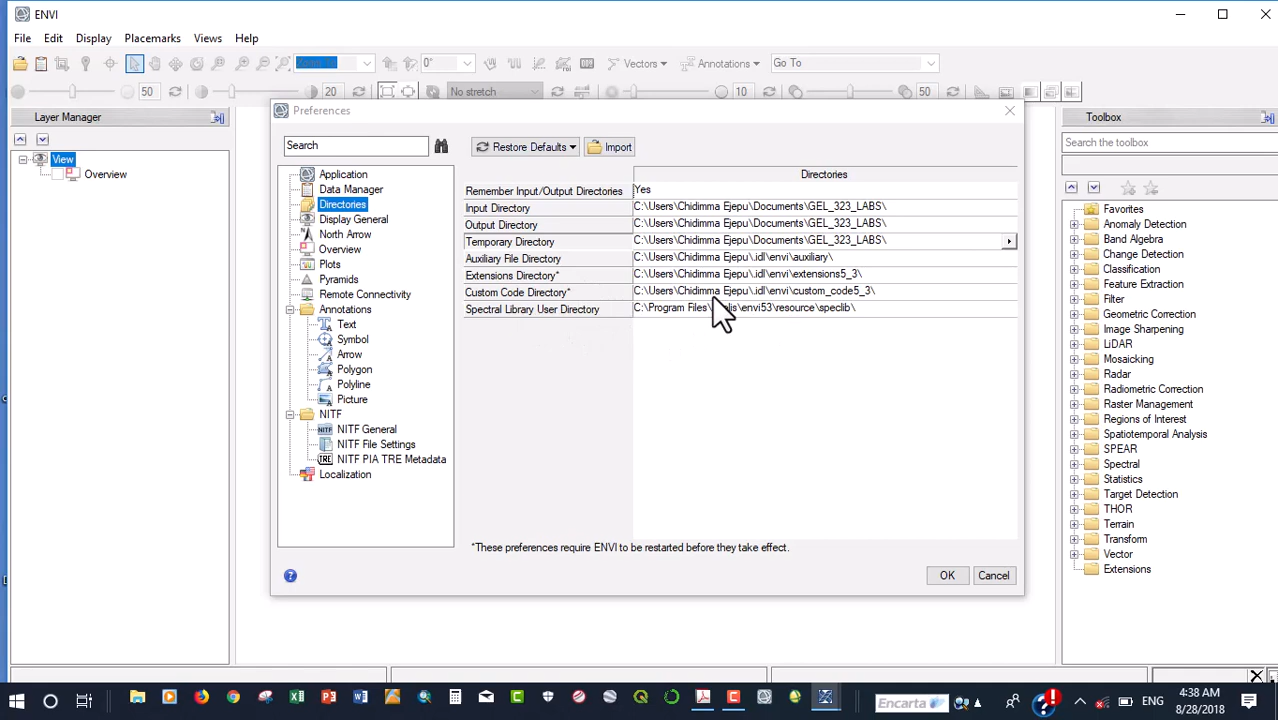 ENVI
File Edit Display Placemarks Views Help
0° Vectors Annotations Go To
50 20 No stretch 10 50
Layer Manager
View
Overview
Preferences
Search Restore Defaults Import
Application
Data Manager
Directories
Display General
North Arrow
Overview
Plots
Pyramids
Remote Connectivity
Annotations
Text
Symbol
Arrow
Polygon
Polyline
Picture
NITF
NITF General
NITF File Settings
NITF PIA TRE Metadata
Localization
Directories
Remember Input/Output Directories Yes
Input Directory C:\Users\Chidimma Ejepu\Documents\GEL_323_LABS\
Output Directory C:\Users\Chidimma Ejepu\Documents\GEL_323_LABS\
Temporary Directory C:\Users\Chidimma Ejepu\Documents\GEL_323_LABS\
Auxiliary File Directory C:\Users\Chidimma Ejepu\.idl\envi\auxiliary\
Extensions Directory* C:\Users\Chidimma Ejepu\.idl\envi\extensions5_3\
Custom Code Directory* C:\Users\Chidimma Ejepu\.idl\envi\custom_code5_3\
Spectral Library User Directory C:\Program Files\ \envi53\resource\speclib\
*These preferences require ENVI to be restarted before they take effect.
OK Cancel
Toolbox
Search the toolbox
Favorites
Anomaly Detection
Band Algebra
Change Detection
Classification
Feature Extraction
Filter
Geometric Correction
Image Sharpening
LiDAR
Mosaicking
Radar
Radiometric Correction
Raster Management
Regions of Interest
Spatiotemporal Analysis
SPEAR
Spectral
Statistics
Target Detection
THOR
Terrain
Transform
Vector
Extensions
Encarta ENG 4:38 AM
8/28/2018